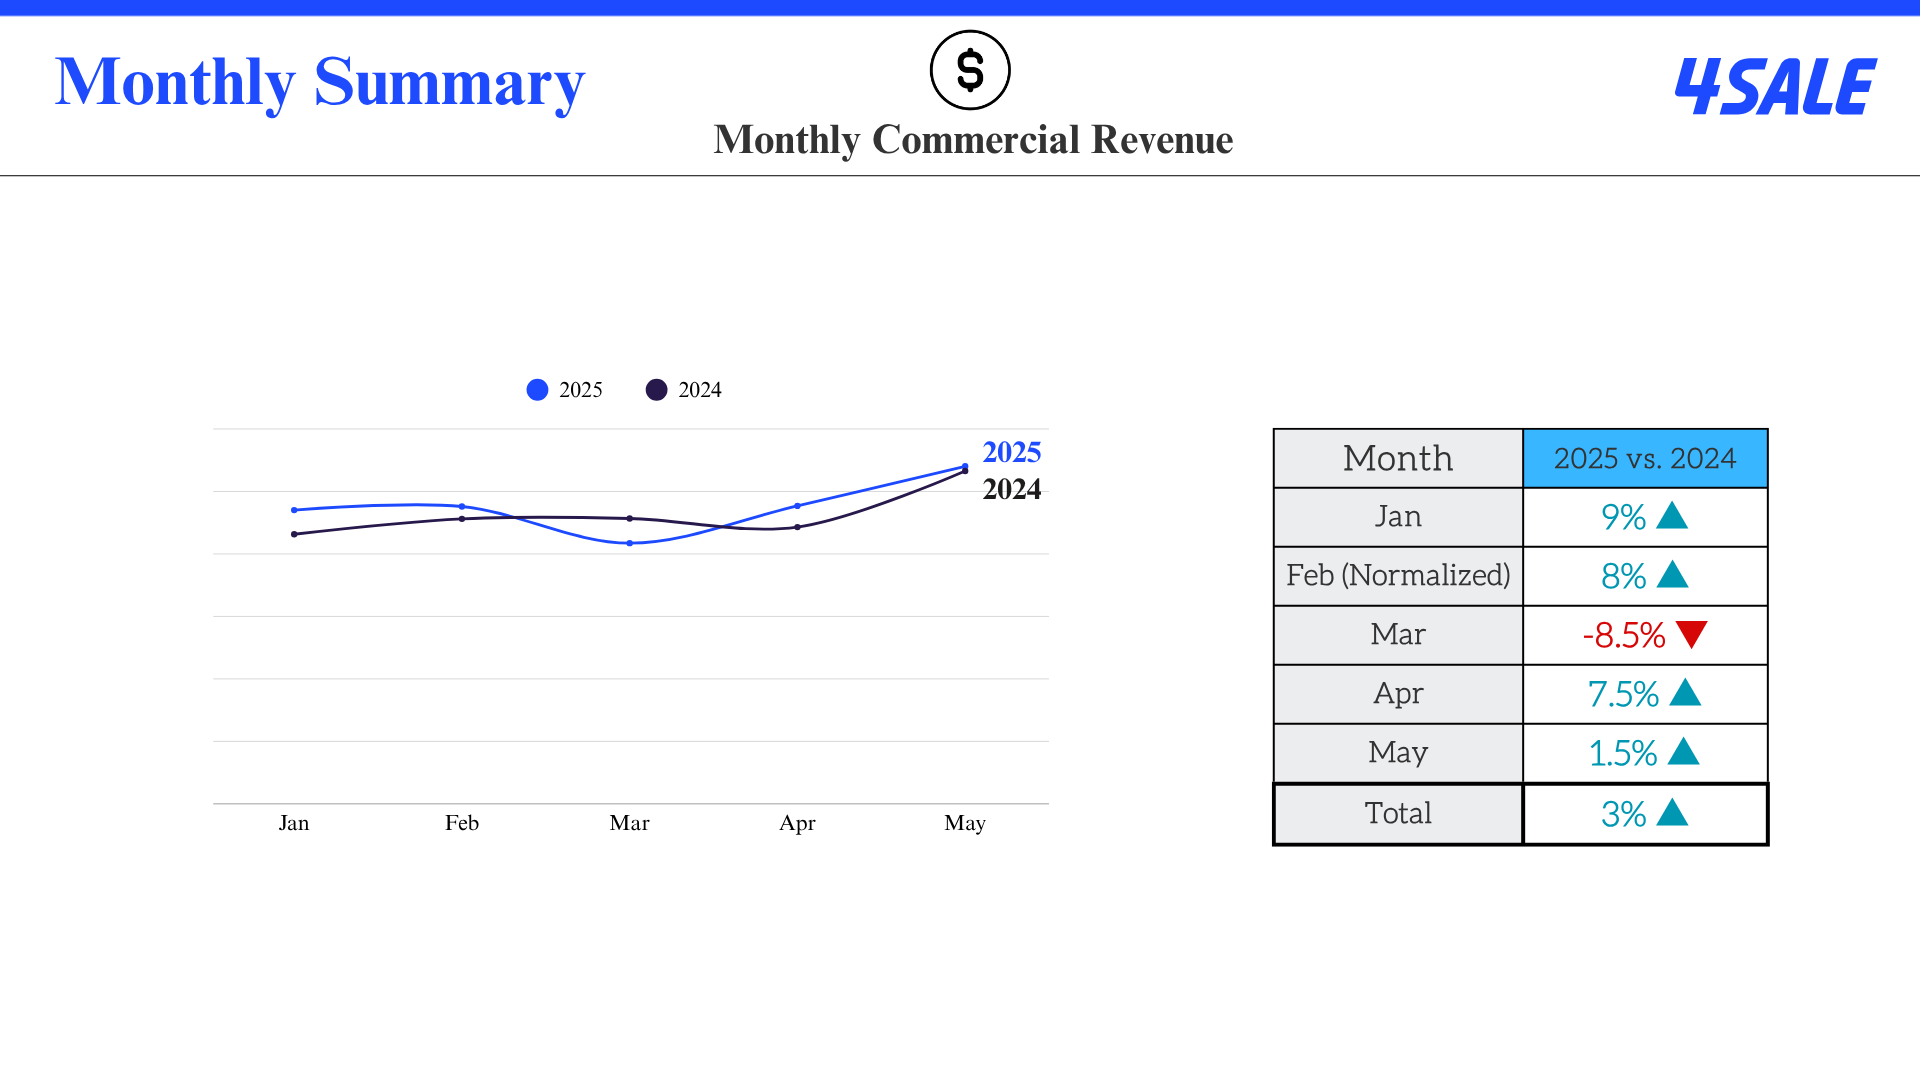 Monthly Summary
$
Monthly Commercial Revenue
4SALE
2025 2024
2025
2024
Jan Feb Mar Apr May
Month 2025 vs. 2024
Jan 9%
Feb (Normalized) 8%
Mar -8.5%
Apr 7.5%
May 1.5%
Total 3%